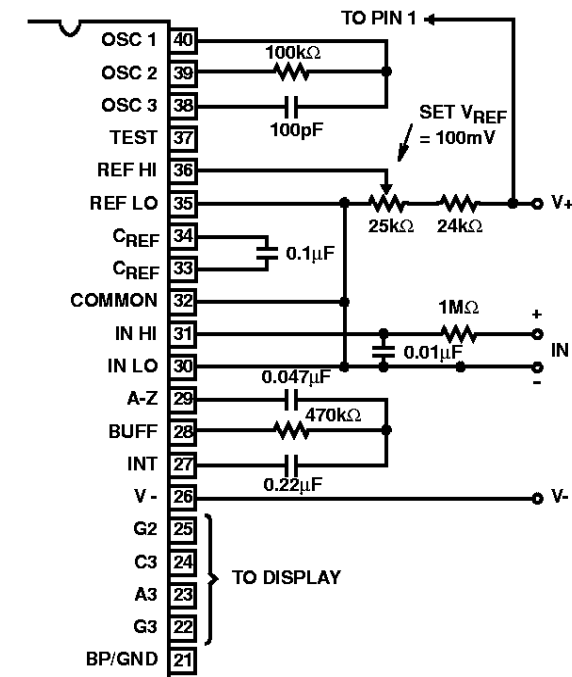 TO PIN 1
OSC 1 40
100kΩ
OSC 2 39
OSC 3 38
100pF
SET VREF
= 100mV
TEST 37
REF HI 36
REF LO 35
V+
25kΩ 24kΩ
CREF 34
0.1µF
CREF 33
COMMON 32
1MΩ
+
IN HI 31
0.01µF
IN
IN LO 30
-
0.047µF
A-Z 29
470kΩ
BUFF 28
INT 27
0.22µF
V - 26
V-
G2 25
C3 24
TO DISPLAY
A3 23
G3 22
BP/GND 21